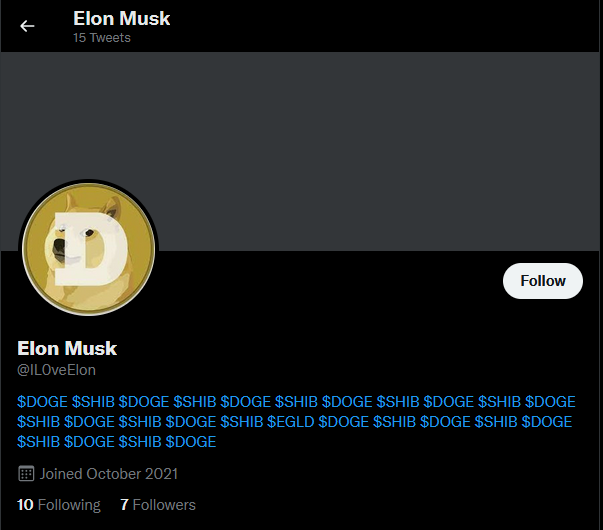 Elon Musk
15 Tweets
D
Follow
Elon Musk
@IL0veElon
$DOGE $SHIB $DOGE $SHIB $DOGE $SHIB $DOGE $SHIB $DOGE $SHIB $DOGE
$SHIB $DOGE $SHIB $DOGE $SHIB $EGLD $DOGE $SHIB $DOGE $SHIB $DOGE
$SHIB $DOGE $SHIB $DOGE
Joined October 2021
10 Following 7 Followers